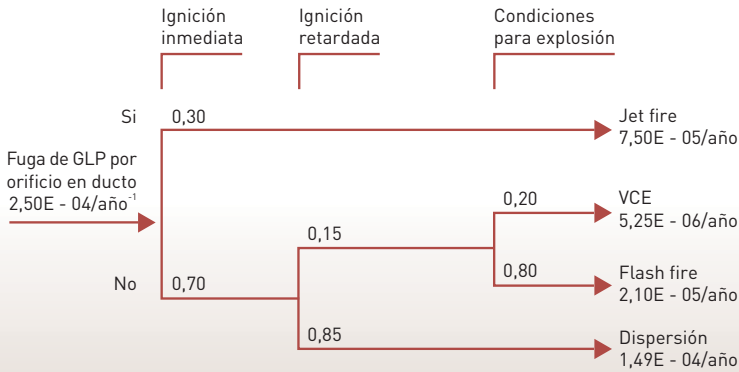 Ignición
inmediata
Ignición
retardada
Condiciones
para explosión
Si
0,30
Jet fire
7,50E - 05/año
Fuga de GLP por
orificio en ducto
2,50E - 04/año-1
0,20
VCE
5,25E - 06/año
0,15
No
0,70
0,80
Flash fire
2,10E - 05/año
0,85
Dispersión
1,49E - 04/año